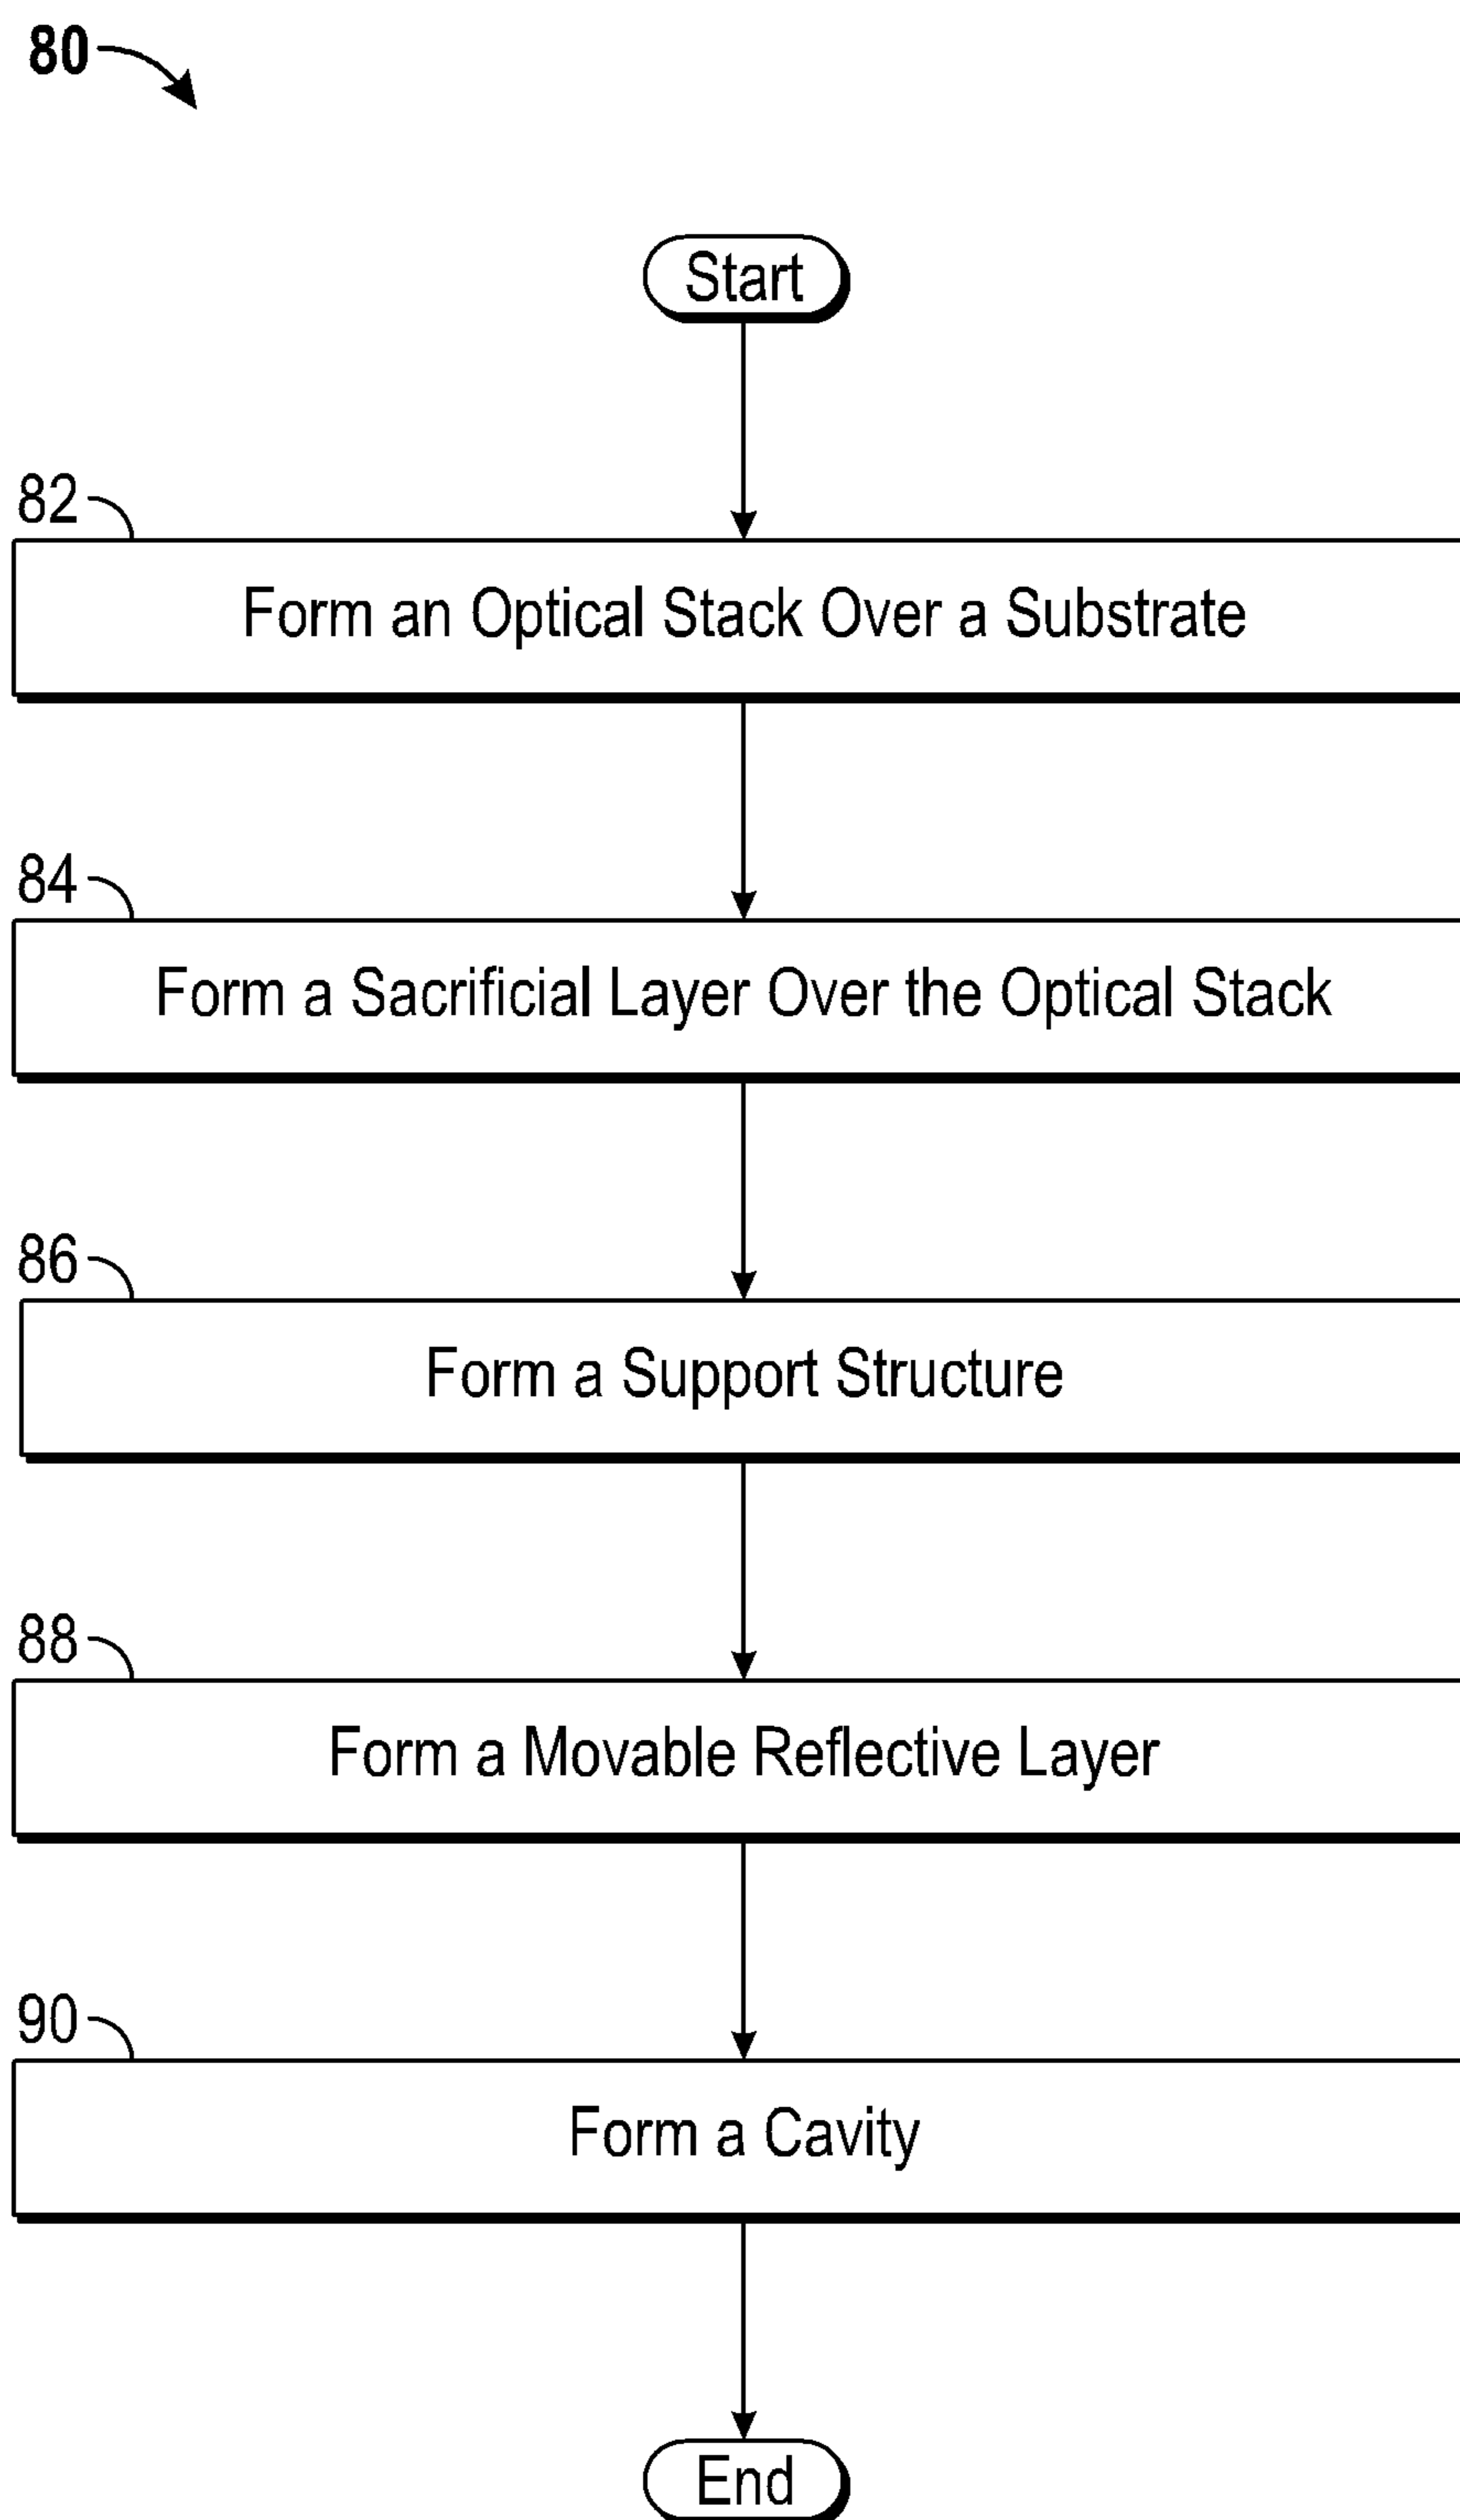 80
Start
82
Form an Optical Stack Over a Substrate
84
Form a Sacrificial Layer Over the Optical Stack
86
Form a Support Structure
88
Form a Movable Reflective Layer
90
Form a Cavity
End